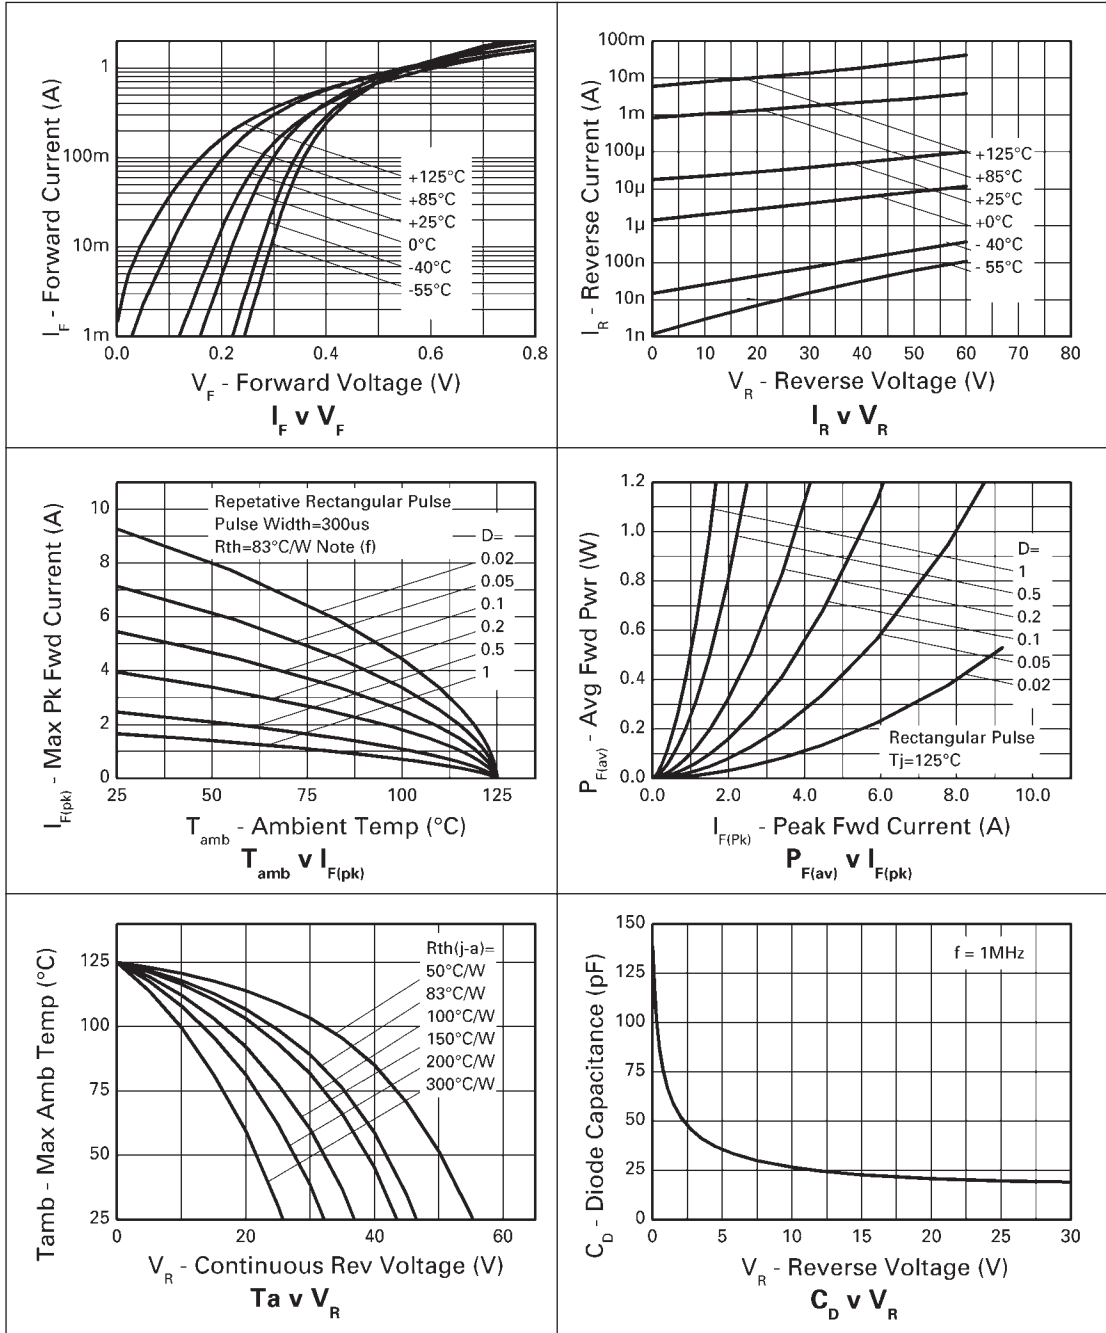 I_F - Forward Current (A)
1
100m
10m
1m
+125°C
+85°C
+25°C
0°C
-40°C
-55°C
0.0 0.2 0.4 0.6 0.8
V_F - Forward Voltage (V)
I_F v V_F
I_R - Reverse Current (A)
100m
10m
1m
100µ
10µ
1µ
100n
10n
1n
+125°C
+85°C
+25°C
+0°C
- 40°C
- 55°C
0 10 20 30 40 50 60 70 80
V_R - Reverse Voltage (V)
I_R v V_R
I_F(pk) - Max Pk Fwd Current (A)
10
8
6
4
2
0
Repetative Rectangular Pulse
Pulse Width=300us
Rth=83°C/W Note (f)
D=
0.02
0.05
0.1
0.2
0.5
1
25 50 75 100 125
T_amb - Ambient Temp (°C)
T_amb v I_F(pk)
P_F(av) - Avg Fwd Pwr (W)
1.2
1.0
0.8
0.6
0.4
0.2
0.0
D=
1
0.5
0.2
0.1
0.05
0.02
Rectangular Pulse
Tj=125°C
0.0 2.0 4.0 6.0 8.0 10.0
I_F(Pk) - Peak Fwd Current (A)
P_F(av) v I_F(pk)
Tamb - Max Amb Temp (°C)
125
100
75
50
25
Rth(j-a)=
50°C/W
83°C/W
100°C/W
150°C/W
200°C/W
300°C/W
0 20 40 60
V_R - Continuous Rev Voltage (V)
Ta v V_R
C_D - Diode Capacitance (pF)
150
125
100
75
50
25
0
f = 1MHz
0 5 10 15 20 25 30
V_R - Reverse Voltage (V)
C_D v V_R